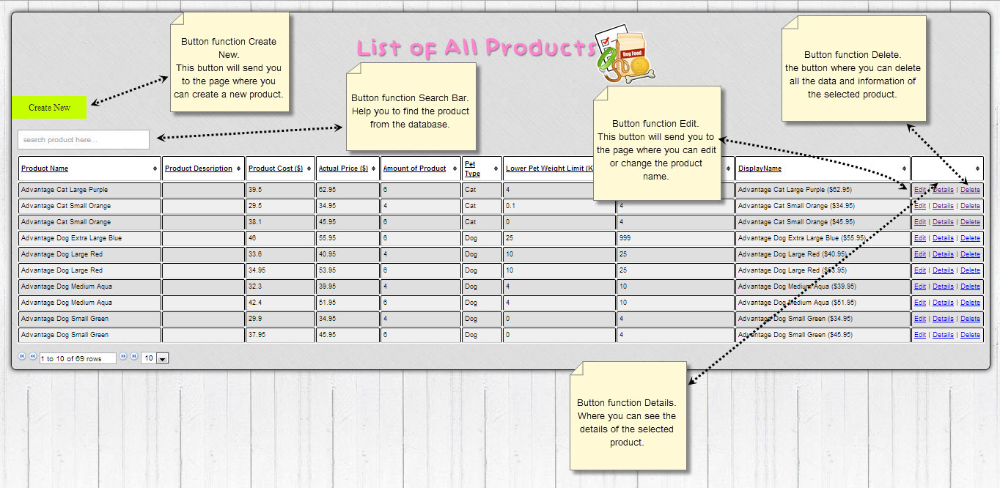 Button function Create
New.
This button will send you
to the page where you
can create a new product.
List of All Products
Dog Food
1
Button function Delete.
the button where you can delete
all the data and information of
the selected product.
Button function Search Bar.
Help you to find the product
from the database.
Button function Edit.
This button will send you to
the page where you can edit
or change the product
name.
Create New
search product here...
Product Name Product Description Product Cost ($) Actual Price ($) Amount of Product Pet Type Lower Pet Weight Limit (K DisplayName
Advantage Cat Large Purple 39.5 62.95 6 Cat 4 Advantage Cat Large Purple ($62.95) Edit | Details | Delete
Advantage Cat Small Orange 29.5 34.95 4 Cat 0.1 4 Advantage Cat Small Orange ($34.95) Edit | Details | Delete
Advantage Cat Small Orange 38.1 45.95 6 Cat 0 4 Advantage Cat Small Orange ($45.95) Edit | Details | Delete
Advantage Dog Extra Large Blue 46 55.95 6 Dog 25 999 Advantage Dog Extra Large Blue ($55.95) Edit | Details | Delete
Advantage Dog Large Red 33.6 40.95 4 Dog 10 25 Advantage Dog Large Red ($40.95) Edit | Details | Delete
Advantage Dog Large Red 34.95 53.95 6 Dog 10 25 Advantage Dog Large Red ($53.95) Edit | Details | Delete
Advantage Dog Medium Aqua 32.3 39.95 4 Dog 4 10 Advantage Dog Medium Aqua ($39.95) Edit | Details | Delete
Advantage Dog Medium Aqua 42.4 51.95 6 Dog 4 10 Advantage Dog Medium Aqua ($51.95) Edit | Details | Delete
Advantage Dog Small Green 29.9 34.95 4 Dog 0 4 Advantage Dog Small Green ($34.95) Edit | Details | Delete
Advantage Dog Small Green 37.95 45.95 6 Dog 0 4 Advantage Dog Small Green ($45.95) Edit | Details | Delete
1 to 10 of 69 rows 10
Button function Details.
Where you can see the
details of the selected
product.